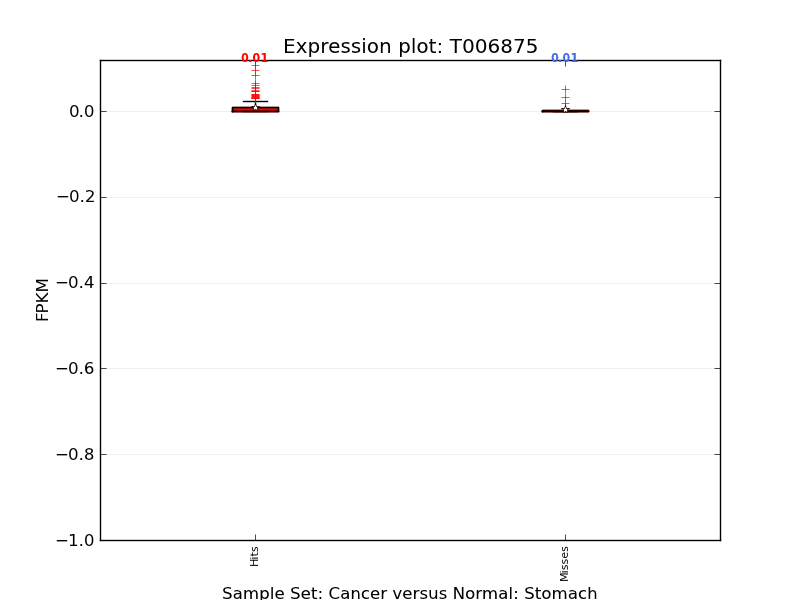 Expression plot: T006875
0.01
0.01
0.0
−0.2
−0.4
−0.6
−0.8
−1.0
FPKM
Hits
Misses
Sample Set: Cancer versus Normal: Stomach